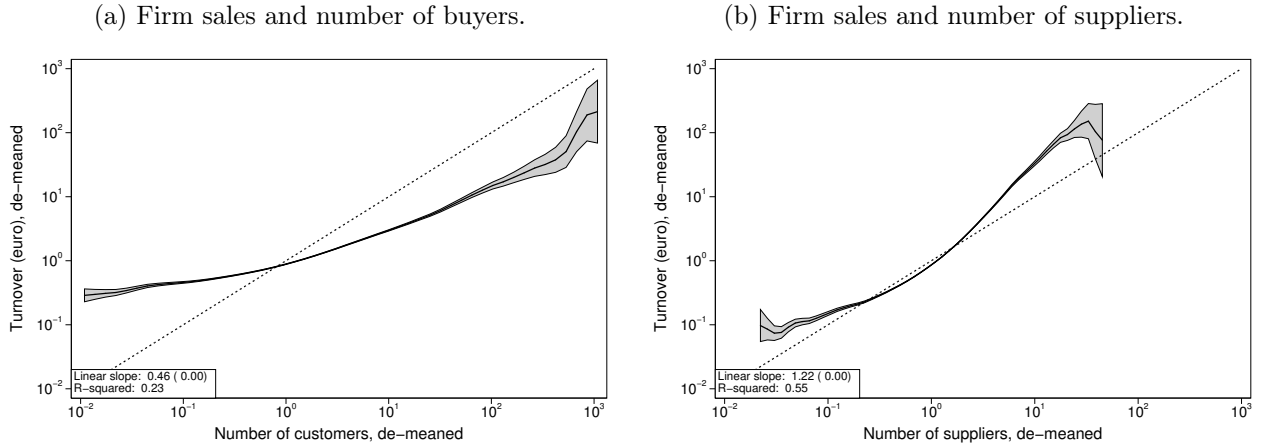 (a) Firm sales and number of buyers.
10³
10²
10¹
10⁰
10⁻¹
10⁻²
Turnover (euro), de−meaned
Linear slope: 0.46 ( 0.00)
R−squared: 0.23
10⁻² 10⁻¹ 10⁰ 10¹ 10² 10³
Number of customers, de−meaned
(b) Firm sales and number of suppliers.
10³
10²
10¹
10⁰
10⁻¹
10⁻²
Turnover (euro), de−meaned
Linear slope: 1.22 ( 0.00)
R−squared: 0.55
10⁻² 10⁻¹ 10⁰ 10¹ 10² 10³
Number of suppliers, de−meaned